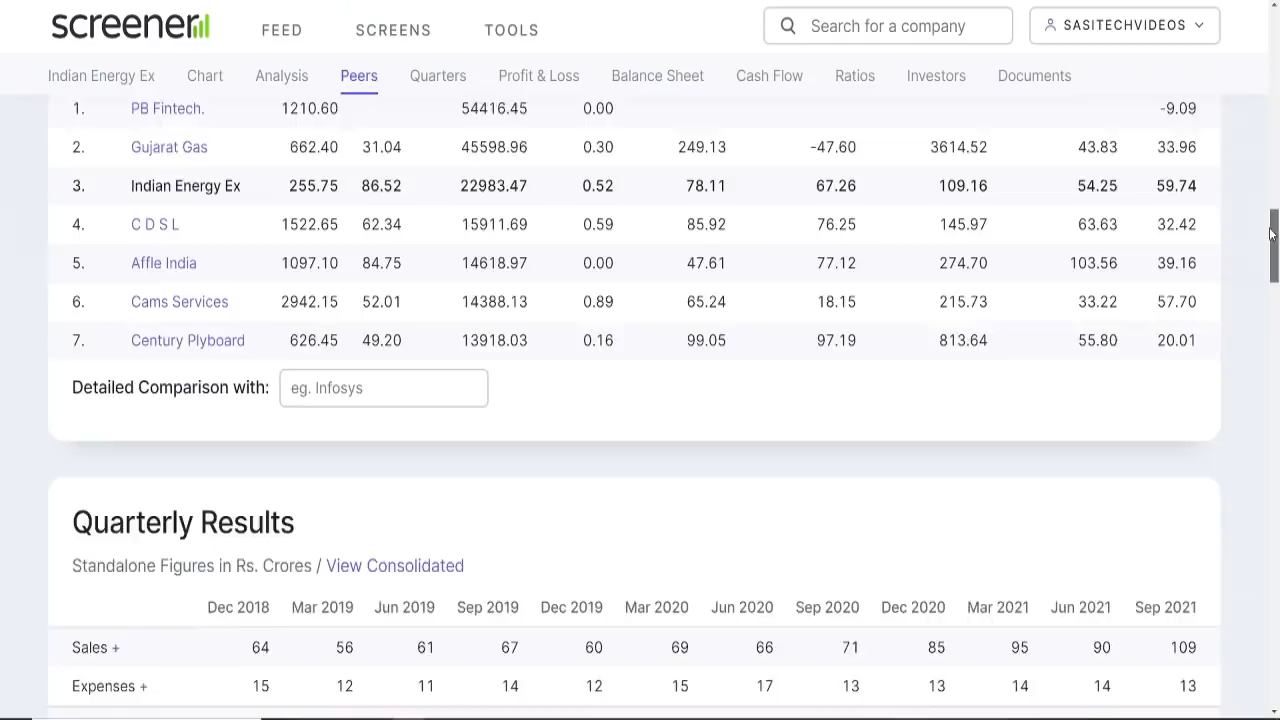 screener FEED SCREENS TOOLS Search for a company SASITECHVIDEOS
Indian Energy Ex Chart Analysis Peers Quarters Profit & Loss Balance Sheet Cash Flow Ratios Investors Documents
1. PB Fintech. 1210.60 54416.45 0.00 -9.09
2. Gujarat Gas 662.40 31.04 45598.96 0.30 249.13 -47.60 3614.52 43.83 33.96
3. Indian Energy Ex 255.75 86.52 22983.47 0.52 78.11 67.26 109.16 54.25 59.74
4. C D S L 1522.65 62.34 15911.69 0.59 85.92 76.25 145.97 63.63 32.42
5. Affle India 1097.10 84.75 14618.97 0.00 47.61 77.12 274.70 103.56 39.16
6. Cams Services 2942.15 52.01 14388.13 0.89 65.24 18.15 215.73 33.22 57.70
7. Century Plyboard 626.45 49.20 13918.03 0.16 99.05 97.19 813.64 55.80 20.01
Detailed Comparison with: eg. Infosys
Quarterly Results
Standalone Figures in Rs. Crores / View Consolidated
Dec 2018 Mar 2019 Jun 2019 Sep 2019 Dec 2019 Mar 2020 Jun 2020 Sep 2020 Dec 2020 Mar 2021 Jun 2021 Sep 2021
Sales + 64 56 61 67 60 69 66 71 85 95 90 109
Expenses + 15 12 11 14 12 15 17 13 13 14 14 13